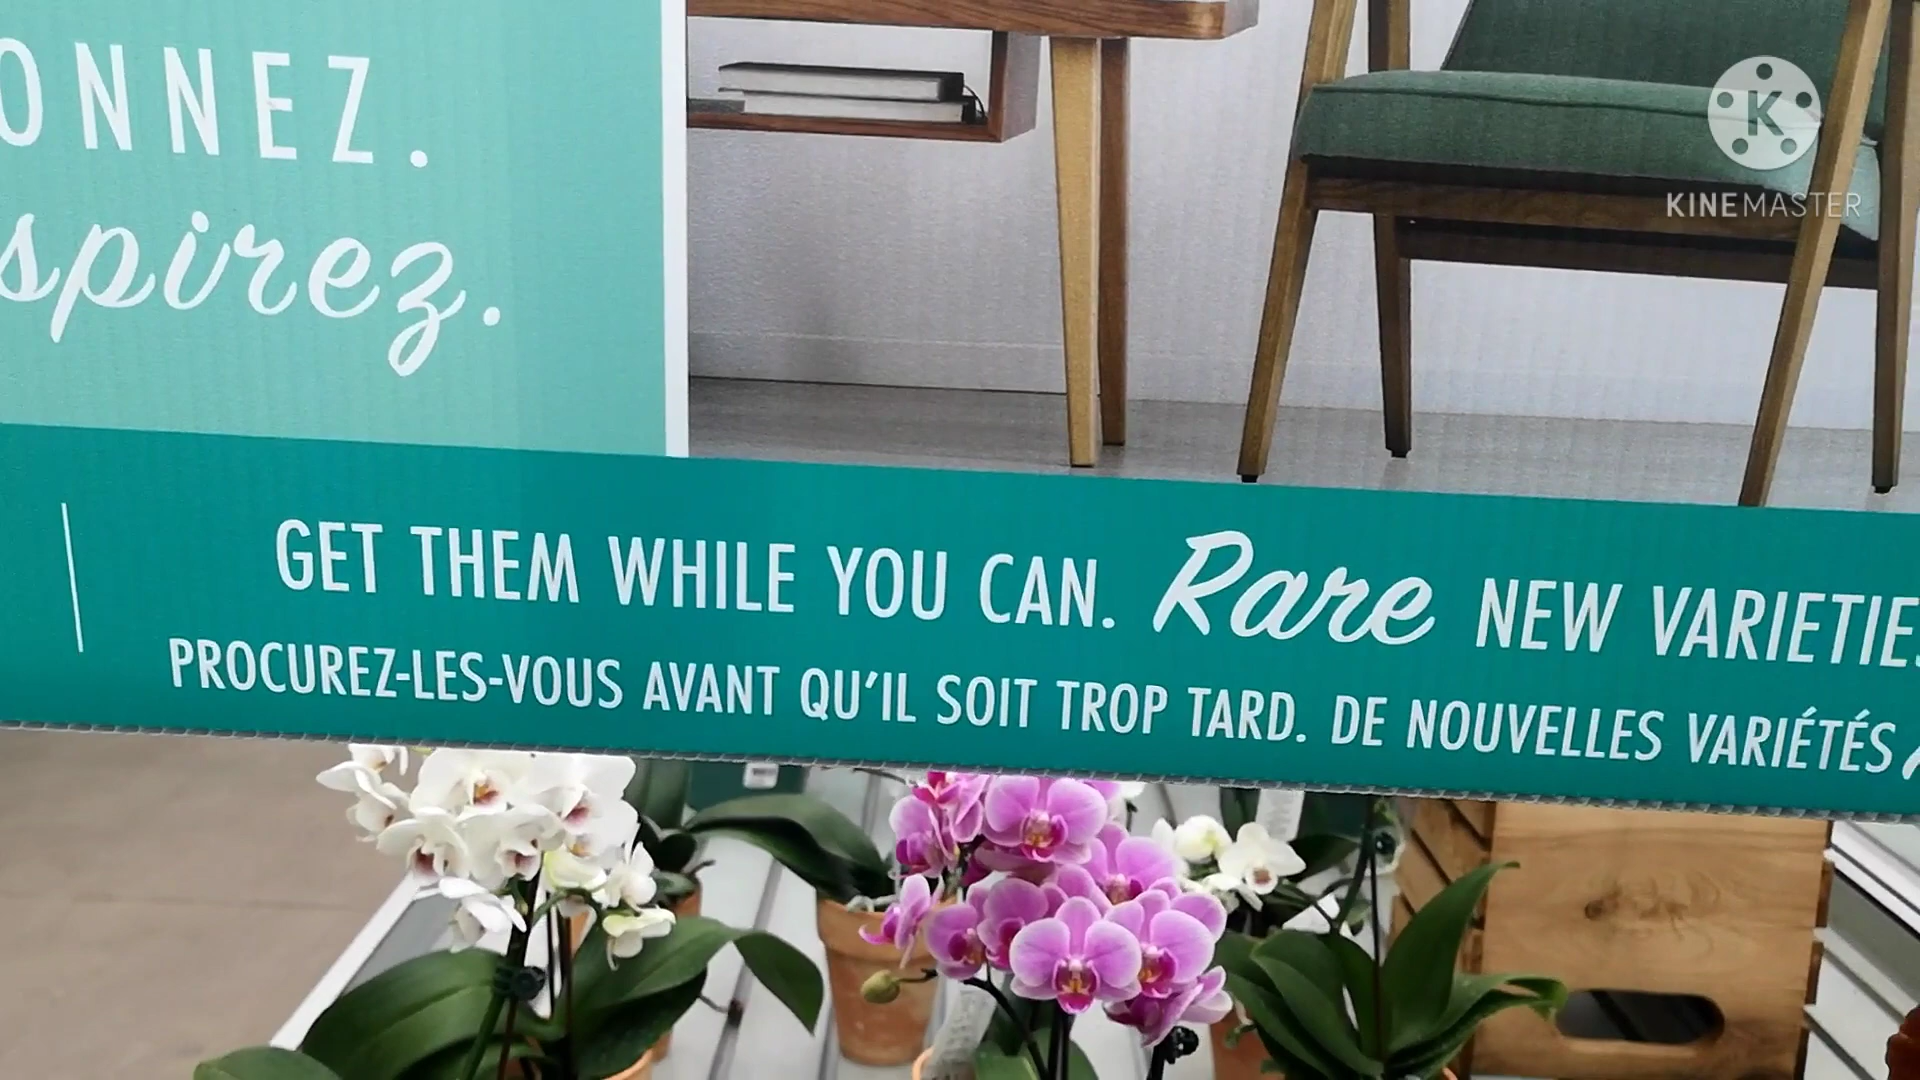 ONNEZ.
spirez.
KINEMASTER
GET THEM WHILE YOU CAN. Rare NEW VARIETIES
PROCUREZ-LES-VOUS AVANT QU'IL SOIT TROP TARD. DE NOUVELLES VARIÉTÉS